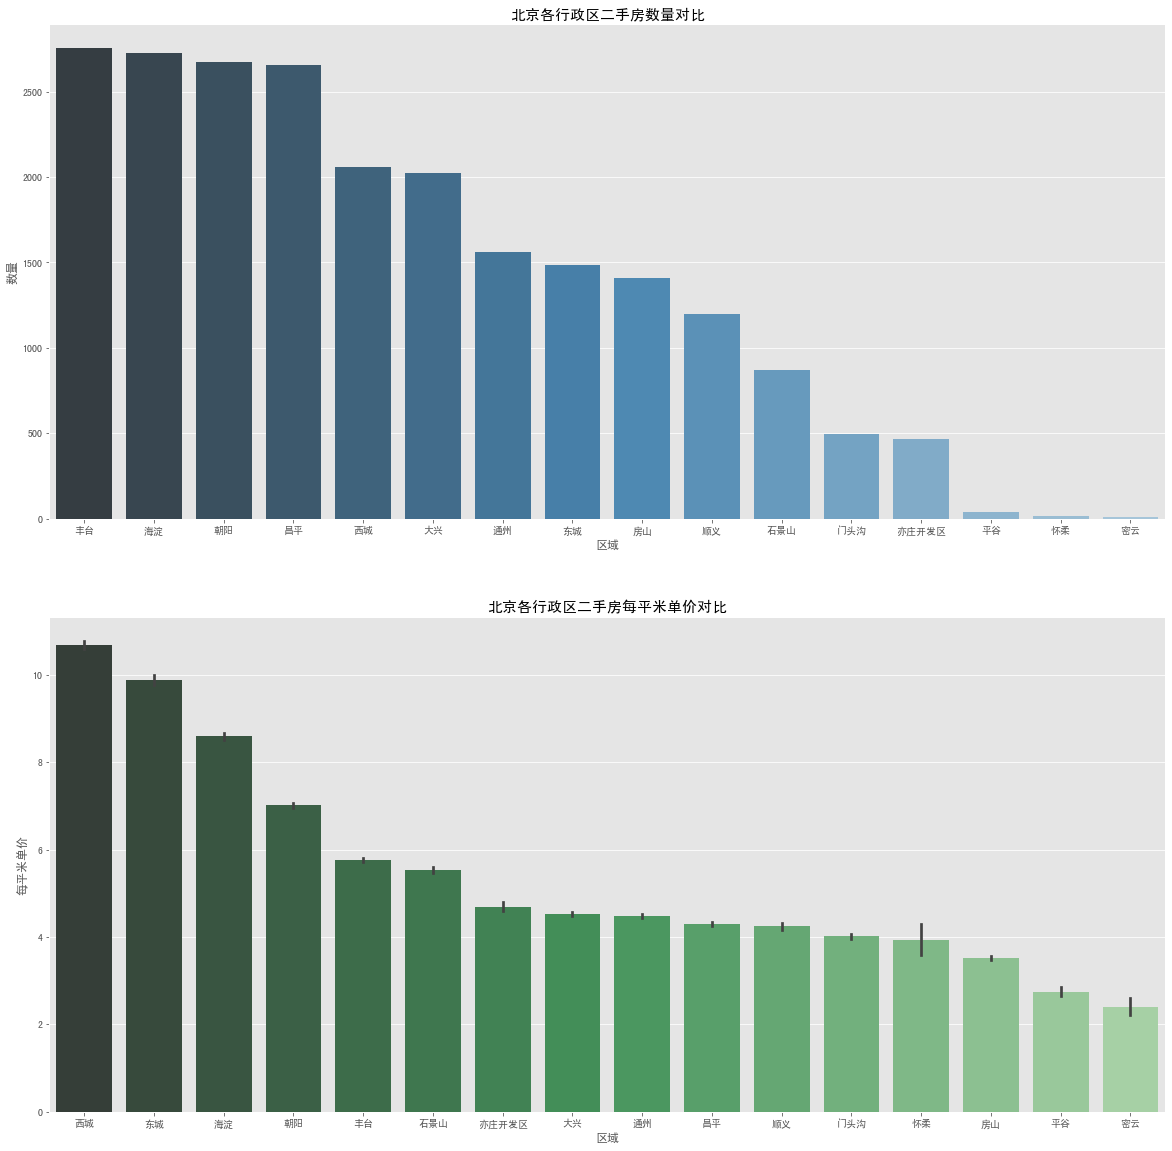 北京各行政区二手房数量对比
数量
2500
2000
1500
1000
500
0
丰台 海淀 朝阳 昌平 西城 大兴 通州 东城 房山 顺义 石景山 门头沟 亦庄开发区 平谷 怀柔 密云
区域
北京各行政区二手房每平米单价对比
每平米单价
10
8
6
4
2
0
西城 东城 海淀 朝阳 丰台 石景山 亦庄开发区 大兴 通州 昌平 顺义 门头沟 怀柔 房山 平谷 密云
区域